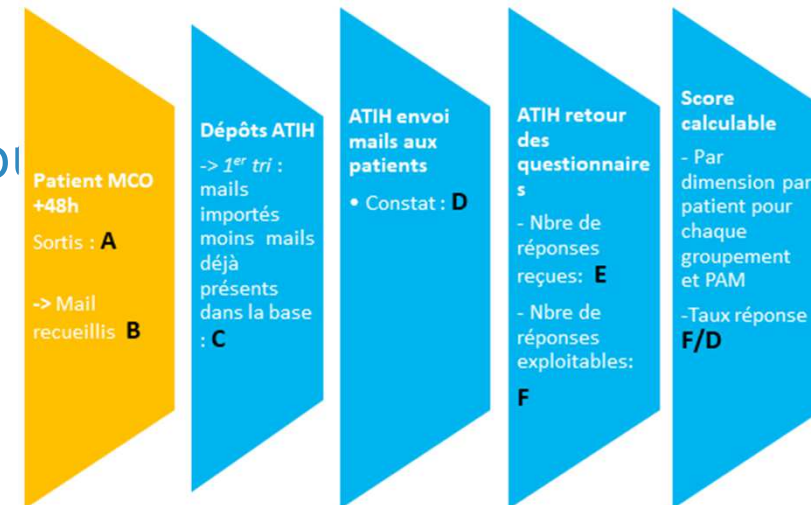 Patient MCO
+48h
Sortis : A
-> Mail
recueillis B
Dépôts ATIH
-> 1er tri :
mails
importés
moins mails
déjà
présents
dans la base
: C
ATIH envoi
mails aux
patients
• Constat : D
ATIH retour
des
questionnaire
s
- Nbre de
réponses
reçues: E
- Nbre de
réponses
exploitables:
F
Score
calculable
- Par
dimension par
patient pour
chaque
groupement
et PAM
-Taux réponse
F/D